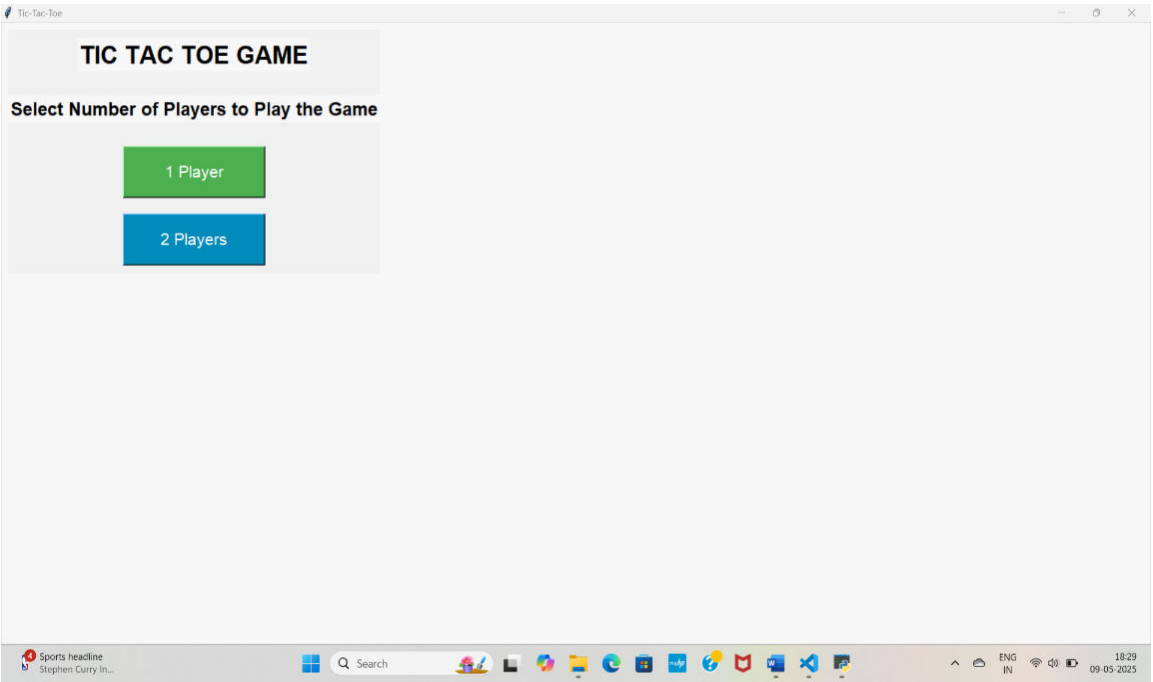 Tic-Tac-Toe
TIC TAC TOE GAME
Select Number of Players to Play the Game
1 Player
2 Players
4
Sports headline
Stephen Curry In...
Search
ENG
IN
18:29
09-05-2025